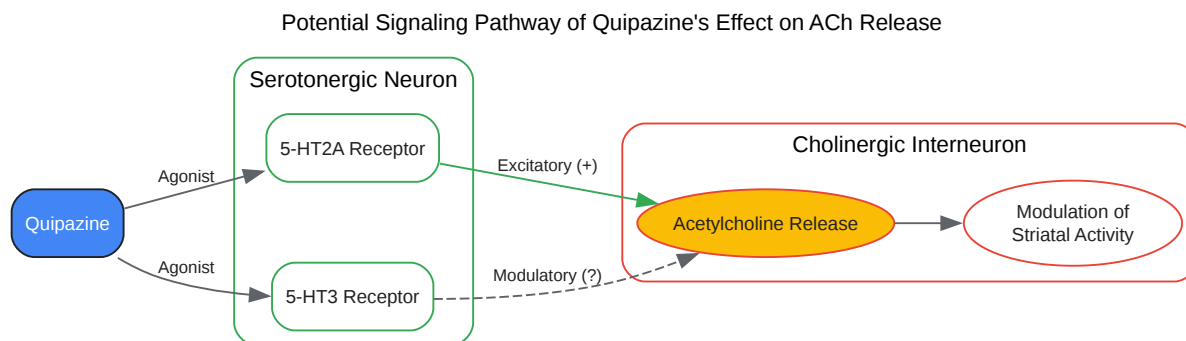 Potential Signaling Pathway of Quipazine's Effect on ACh Release
Serotonergic Neuron
5-HT2A Receptor
Cholinergic Interneuron
Agonist
Excitatory (+)
Quipazine
Acetylcholine Release
Modulation of
Striatal Activity
Agonist
Modulatory (?)
5-HT3 Receptor